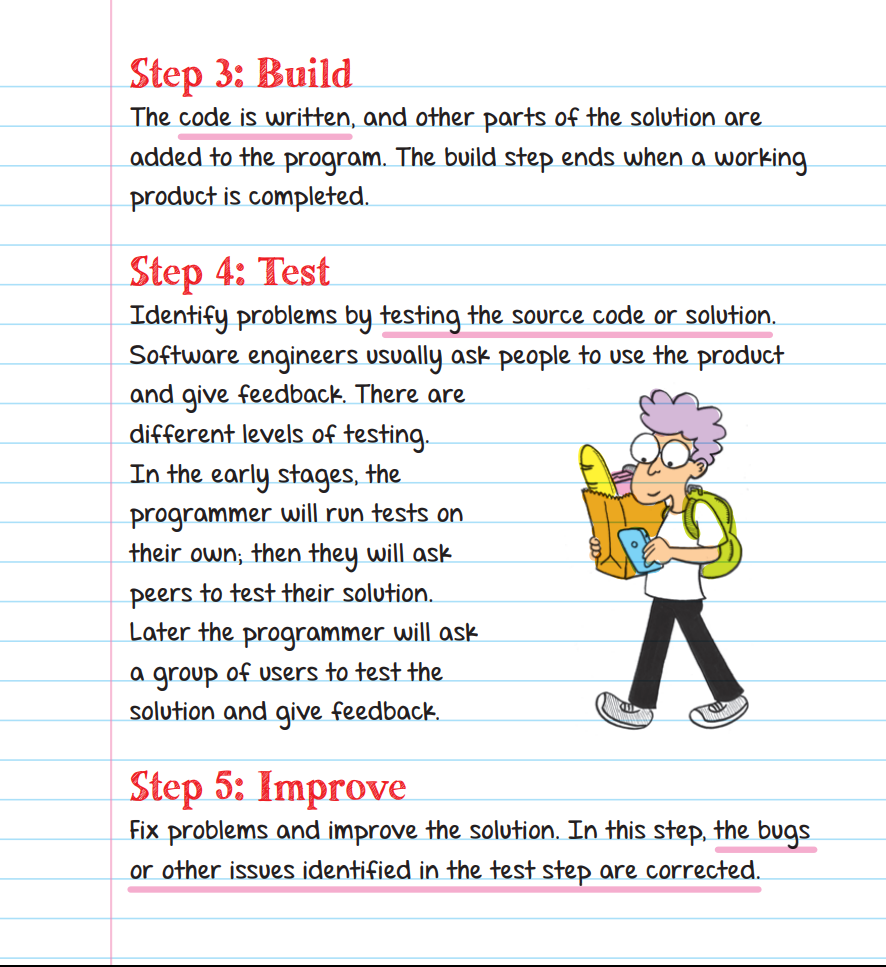 Step 3: Build
The code is written, and other parts of the solution are
added to the program. The build step ends when a working
product is completed.
Step 4: Test
Identify problems by testing the source code or solution.
Software engineers usually ask people to use the product
and give feedback. There are
different levels of testing.
In the early stages, the
programmer will run tests on
their own; then they will ask
peers to test their solution.
Later the programmer will ask
a group of users to test the
solution and give feedback.
Step 5: Improve
Fix problems and improve the solution. In this step, the bugs
or other issues identified in the test step are corrected.